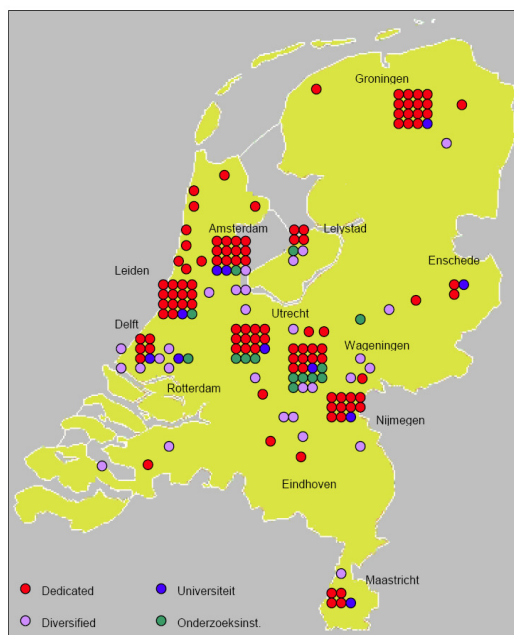 Groningen
Amsterdam
Lelystad
Enschede
Leiden
Utrecht
Delft
Wageningen
Rotterdam
Nijmegen
Eindhoven
Maastricht
Dedicated
Universiteit
Diversified
Onderzoeksinst.